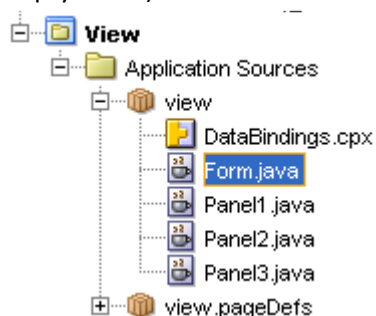 View
Application Sources
view
DataBindings.cpx
Form.java
Panel1.java
Panel2.java
Panel3.java
view.pageDefs